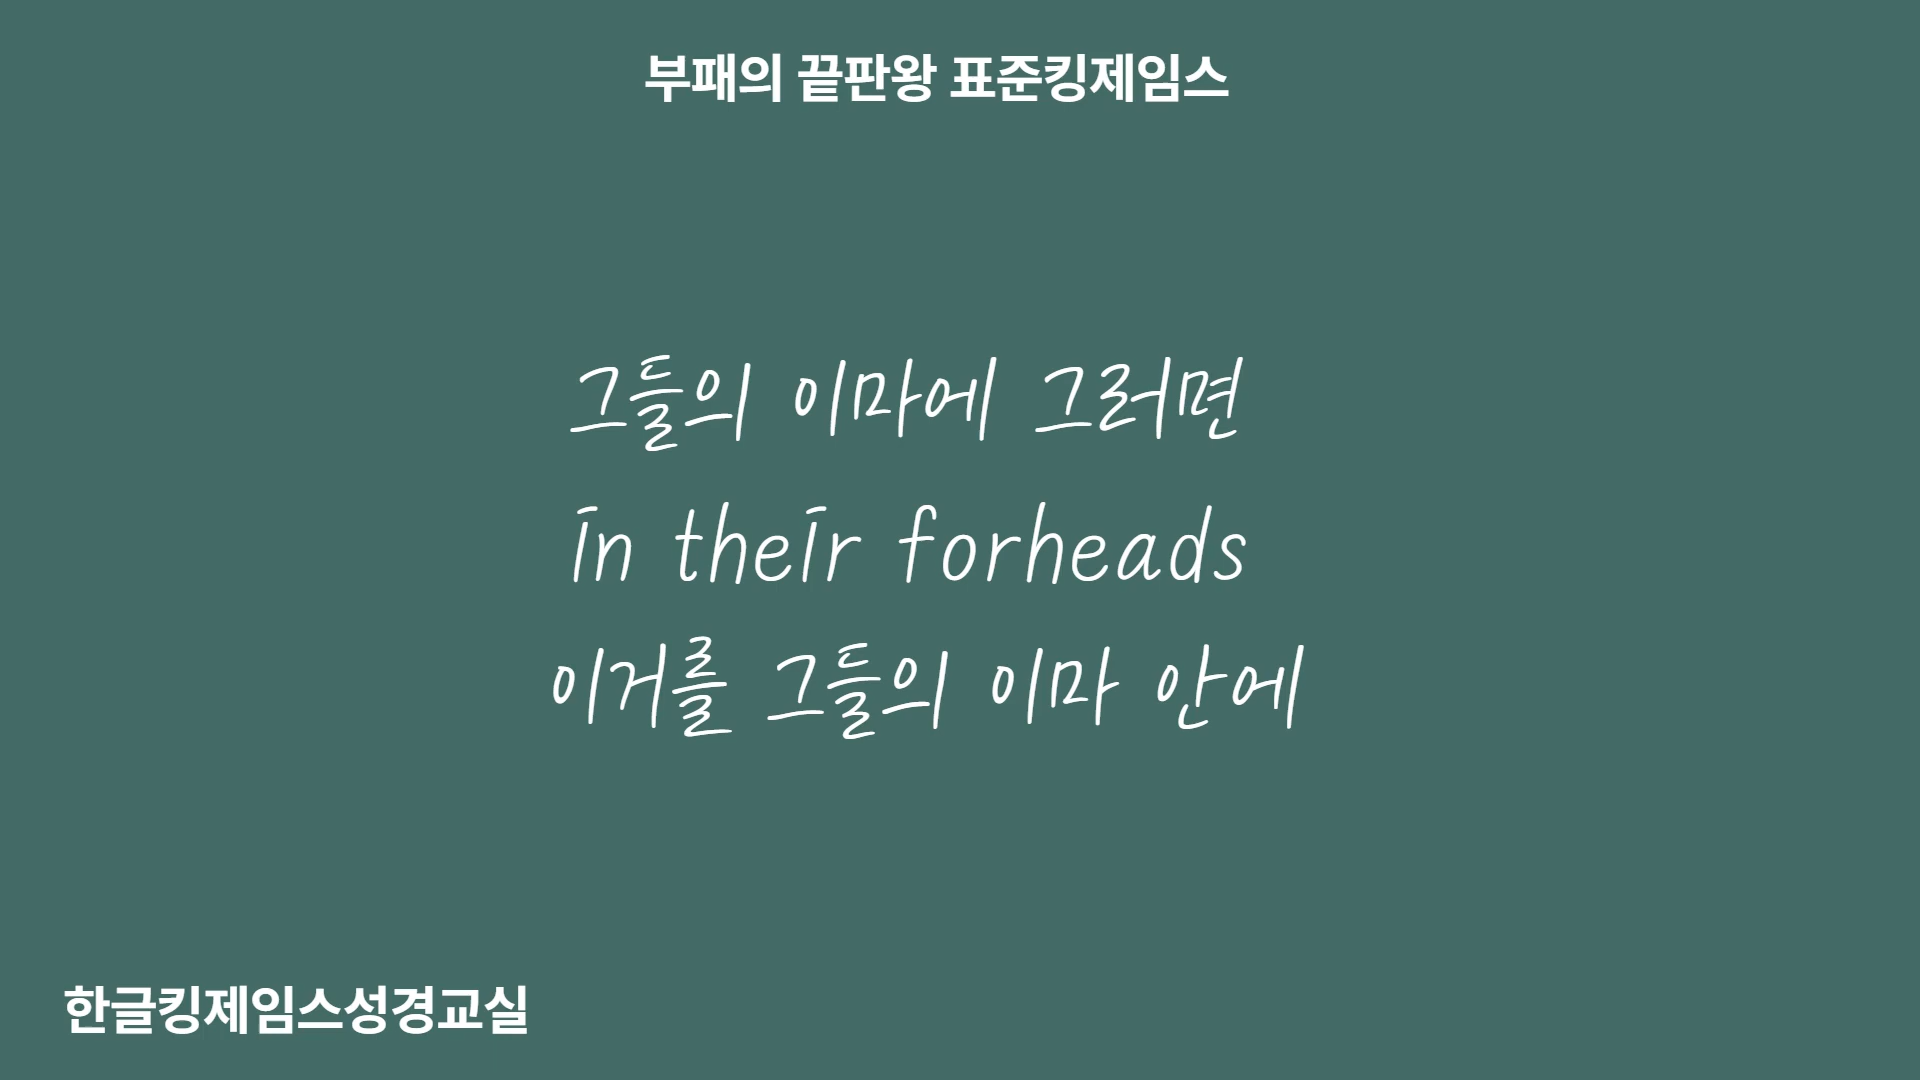 부패의 끝판왕 표준킹제임스
그들의 이마에 그러면
in their forheads
이거를 그들의 이마 안에
한글킹제임스성경교실